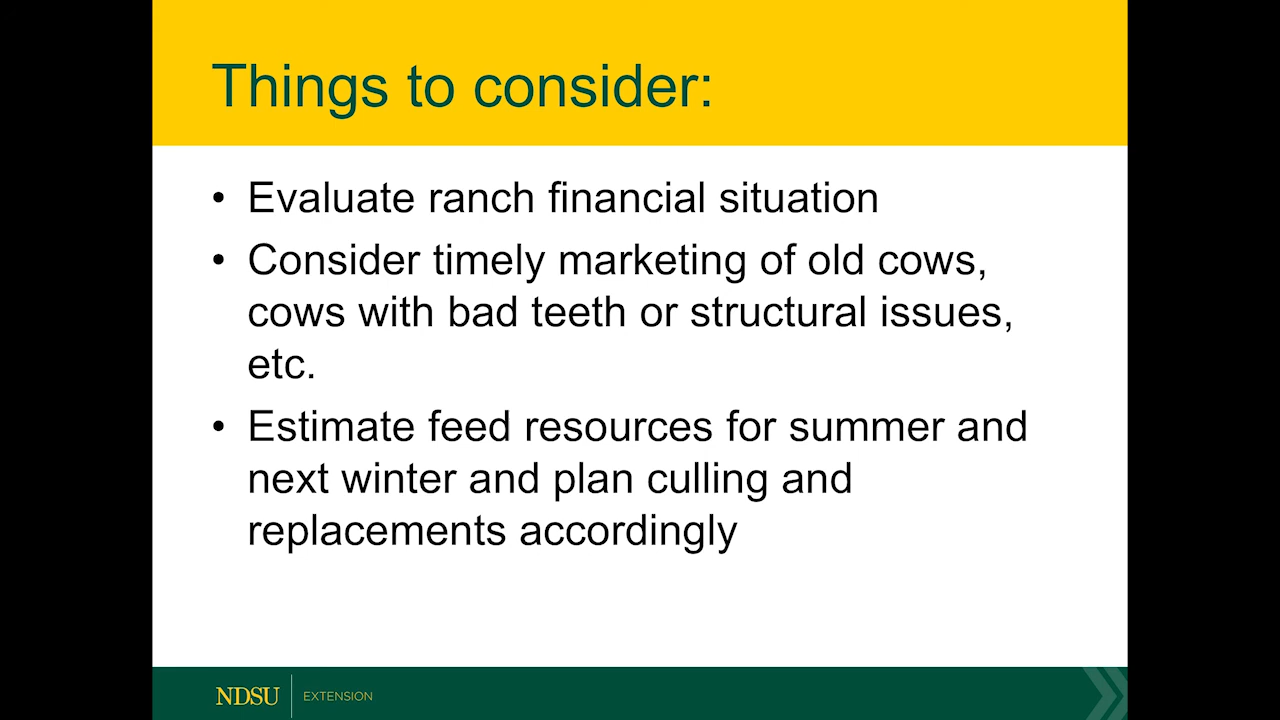 Things to consider:
• Evaluate ranch financial situation
• Consider timely marketing of old cows,
cows with bad teeth or structural issues,
etc.
• Estimate feed resources for summer and
next winter and plan culling and
replacements accordingly
NDSU EXTENSION